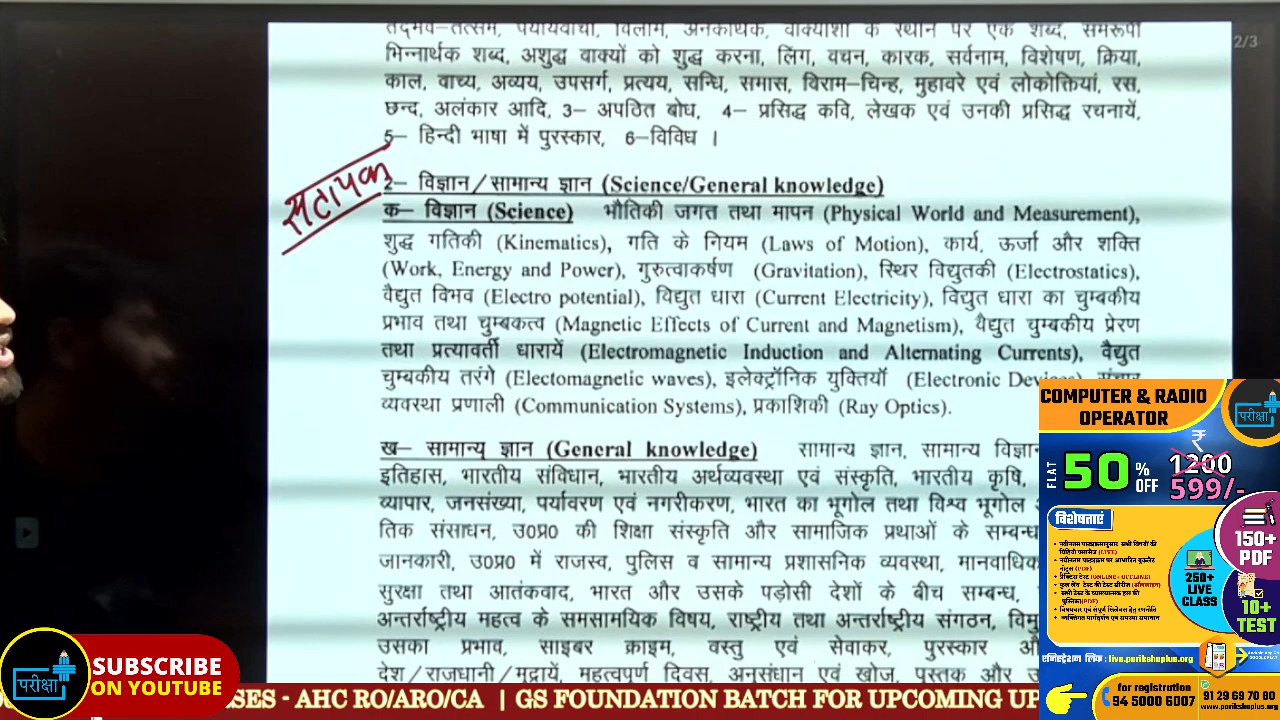 तद्भव–तत्सम, पर्यायवाची, विलोम, अनेकार्थक, वाक्यांशों के स्थान पर एक शब्द, समरूपी
भिन्नार्थक शब्द, अशुद्ध वाक्यों को शुद्ध करना, लिंग, वचन, कारक, सर्वनाम, विशेषण, क्रिया,
काल, वाच्य, अव्यय, उपसर्ग, प्रत्यय, सन्धि, समास, विराम–चिन्ह, मुहावरे एवं लोकोक्तियां, रस,
छन्द, अलंकार आदि, 3– अपठित बोध, 4– प्रसिद्ध कवि, लेखक एवं उनकी प्रसिद्ध रचनायें,
5– हिन्दी भाषा में पुरस्कार, 6–विविध ।
2/3
2– विज्ञान/सामान्य ज्ञान (Science/General knowledge)
क– विज्ञान (Science) भौतिकी जगत तथा मापन (Physical World and Measurement),
शुद्ध गतिकी (Kinematics), गति के नियम (Laws of Motion), कार्य, ऊर्जा और शक्ति
(Work, Energy and Power), गुरुत्वाकर्षण (Gravitation), स्थिर विद्युतकी (Electrostatics),
वैद्युत विभव (Electro potential), विद्युत धारा (Current Electricity), विद्युत धारा का चुम्बकीय
प्रभाव तथा चुम्बकत्व (Magnetic Effects of Current and Magnetism), वैद्युत चुम्बकीय प्रेरण
तथा प्रत्यावर्ती धारायें (Electromagnetic Induction and Alternating Currents), वैद्युत
चुम्बकीय तरंगे (Electomagnetic waves), इलेक्ट्रॉनिक युक्तियॉ (Electronic Devices), संचार
व्यवस्था प्रणाली (Communication Systems), प्रकाशिकी (Ray Optics).
ख– सामान्य ज्ञान (General knowledge) सामान्य ज्ञान, सामान्य विज्ञान
इतिहास, भारतीय संविधान, भारतीय अर्थव्यवस्था एवं संस्कृति, भारतीय कृषि,
व्यापार, जनसंख्या, पर्यावरण एवं नगरीकरण, भारत का भूगोल तथा विश्व भूगोल
तिक संसाधन, उ०प्र० की शिक्षा संस्कृति और सामाजिक प्रथाओं के सम्बन्ध
जानकारी, उ०प्र० में राजस्व, पुलिस व सामान्य प्रशासनिक व्यवस्था, मानवाधिक
सुरक्षा तथा आतंकवाद, भारत और उसके पड़ोसी देशों के बीच सम्बन्ध,
अन्तर्राष्ट्रीय महत्व के समसामयिक विषय, राष्ट्रीय तथा अन्तर्राष्ट्रीय संगठन, विमु
उसका प्रभाव, साइबर क्राइम, वस्तु एवं सेवाकर, पुरस्कार औ
देश/राजधानी/मुद्रायें, महत्वपूर्ण दिवस, अनुसंधान एवं खोज, पुस्तक और उ
COMPUTER & RADIO
OPERATOR
परीक्षा
FLAT 50 % OFF
₹ 1200
599/-
विशेषताएं
150+
PDF
250+
LIVE
CLASS
10+
TEST
रजिस्ट्रेशन लिंक : live.parikshaplus.org
for registration
94 5000 6007
91 29 69 70 80
www.parikshaplus.org
परीक्षा
SUBSCRIBE
ON YOUTUBE
SES - AHC RO/ARO/CA | GS FOUNDATION BATCH FOR UPCOMING UP